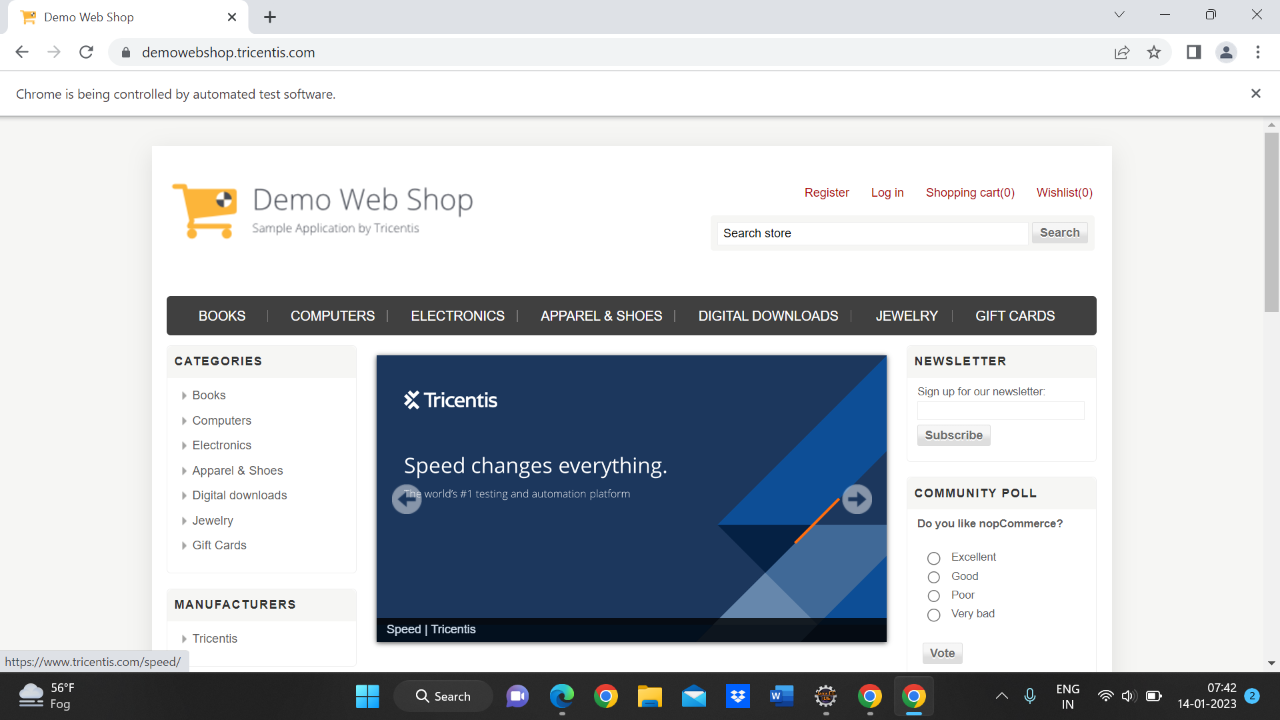 Demo Web Shop
demowebshop.tricentis.com
Chrome is being controlled by automated test software.
Demo Web Shop
Sample Application by Tricentis
Register Log in Shopping cart(0) Wishlist(0)
Search store Search
BOOKS COMPUTERS ELECTRONICS APPAREL & SHOES DIGITAL DOWNLOADS JEWELRY GIFT CARDS
CATEGORIES
Books
Computers
Electronics
Apparel & Shoes
Digital downloads
Jewelry
Gift Cards
MANUFACTURERS
Tricentis
Tricentis
Speed changes everything.
The world's #1 testing and automation platform
Speed | Tricentis
NEWSLETTER
Sign up for our newsletter:
Subscribe
COMMUNITY POLL
Do you like nopCommerce?
Excellent
Good
Poor
Very bad
Vote
https://www.tricentis.com/speed/
56°F
Fog
Search
ENG
IN
07:42
14-01-2023
2